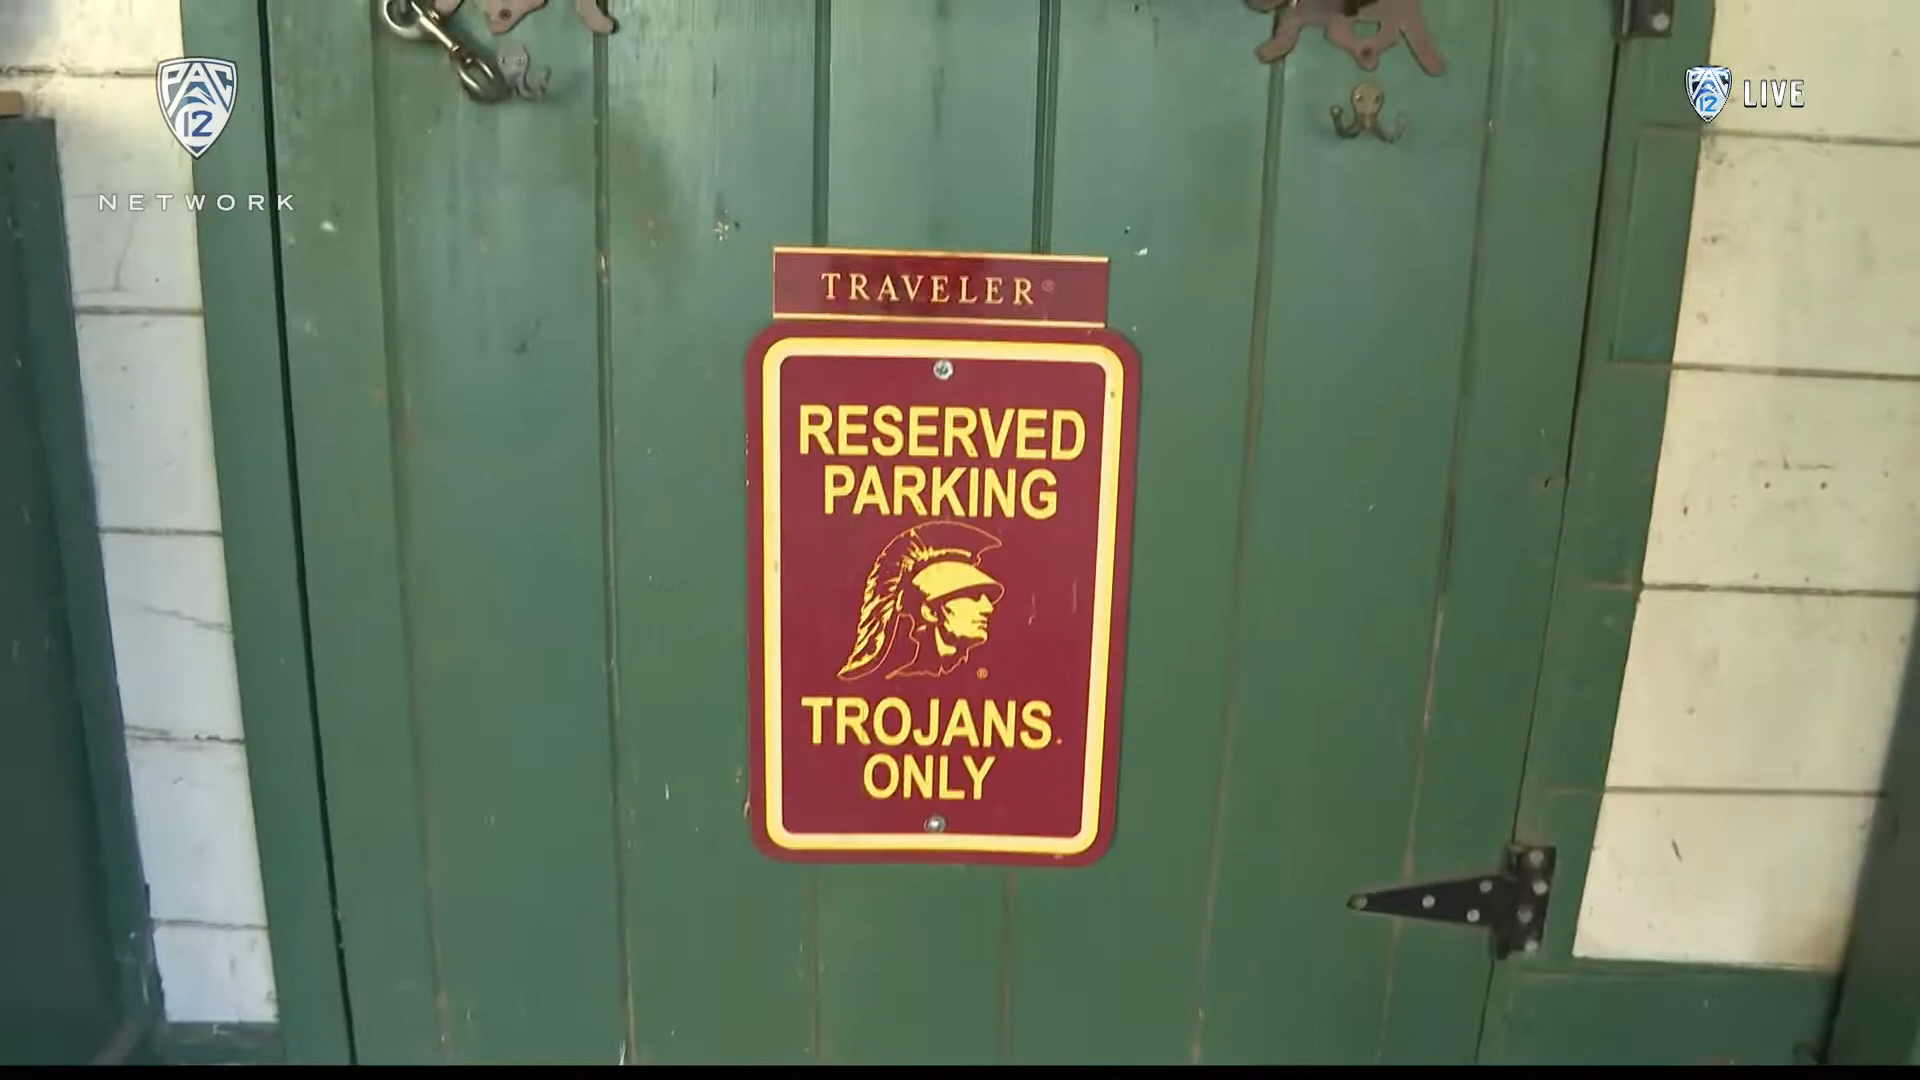 PAC
12
NETWORK
PAC
12
LIVE
TRAVELER®
RESERVED
PARKING
®
TROJANS
ONLY